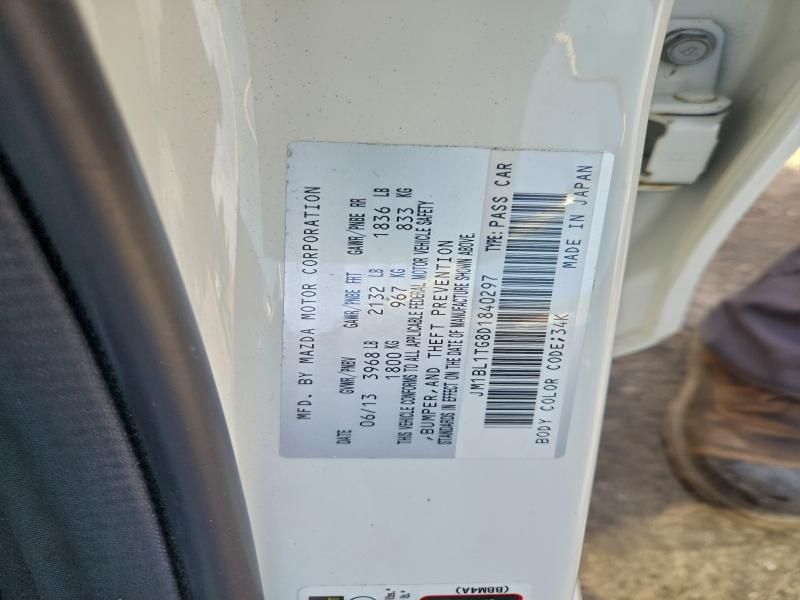 MFD. BY MAZDA MOTOR CORPORATION
DATE GVWR/PNBV GAWR/PNBE FRT GAWR/PNBE RR
06/13 3968 LB 2132 LB 1836 LB
1800 KG 967 KG 833 KG
THIS VEHICLE CONFORMS TO ALL APPLICABLE FEDERAL MOTOR VEHICLE SAFETY
,BUMPER,AND THEFT PREVENTION
STANDARDS IN EFFECT ON THE DATE OF MANUFACTURE SHOWN ABOVE.
JM1BL1TG8D1840297 TYPE: PASS CAR
BODY COLOR CODE;34K MADE IN JAPAN
(BBM4A)